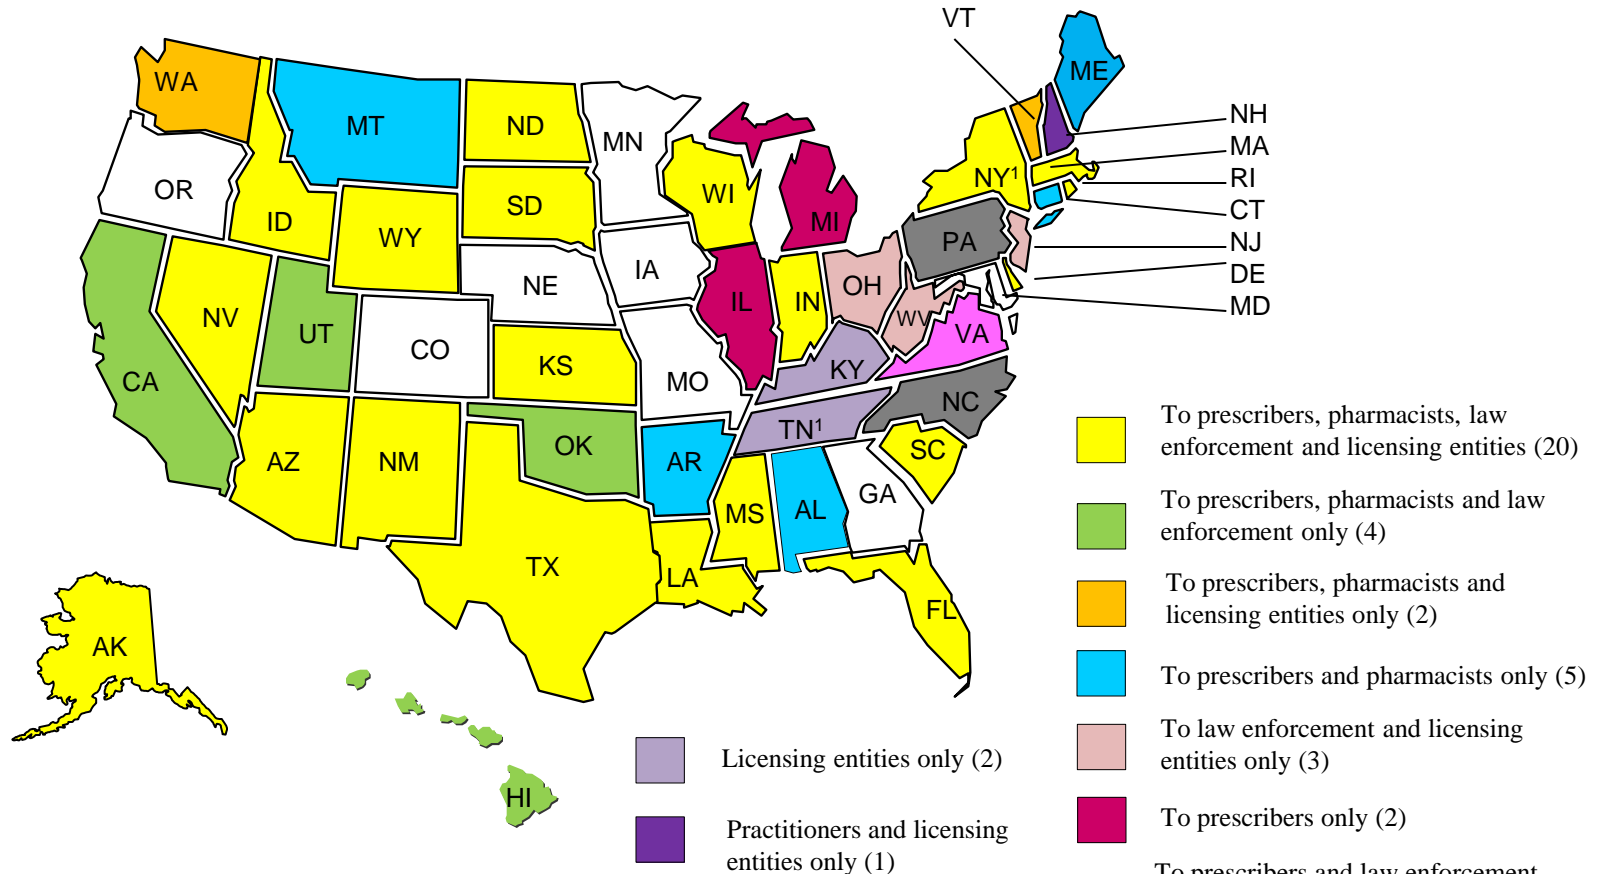 VT
WA
ME
MT
ND
MN
NH
MA
OR
ID
SD
WI
NY¹
RI
WY
MI
CT
PA
NJ
IA
NE
OH
DE
NV
UT
IL
IN
WV
VA
MD
CO
CA
KS
MO
KY
NC
TN¹
AZ
NM
OK
AR
SC
MS
AL
GA
TX
LA
FL
AK
HI
To prescribers, pharmacists, law
enforcement and licensing entities (20)
To prescribers, pharmacists and law
enforcement only (4)
To prescribers, pharmacists and
licensing entities only (2)
To prescribers and pharmacists only (5)
To law enforcement and licensing
entities only (3)
To prescribers only (2)
To prescribers and law enforcement
Licensing entities only (2)
Practitioners and licensing
entities only (1)